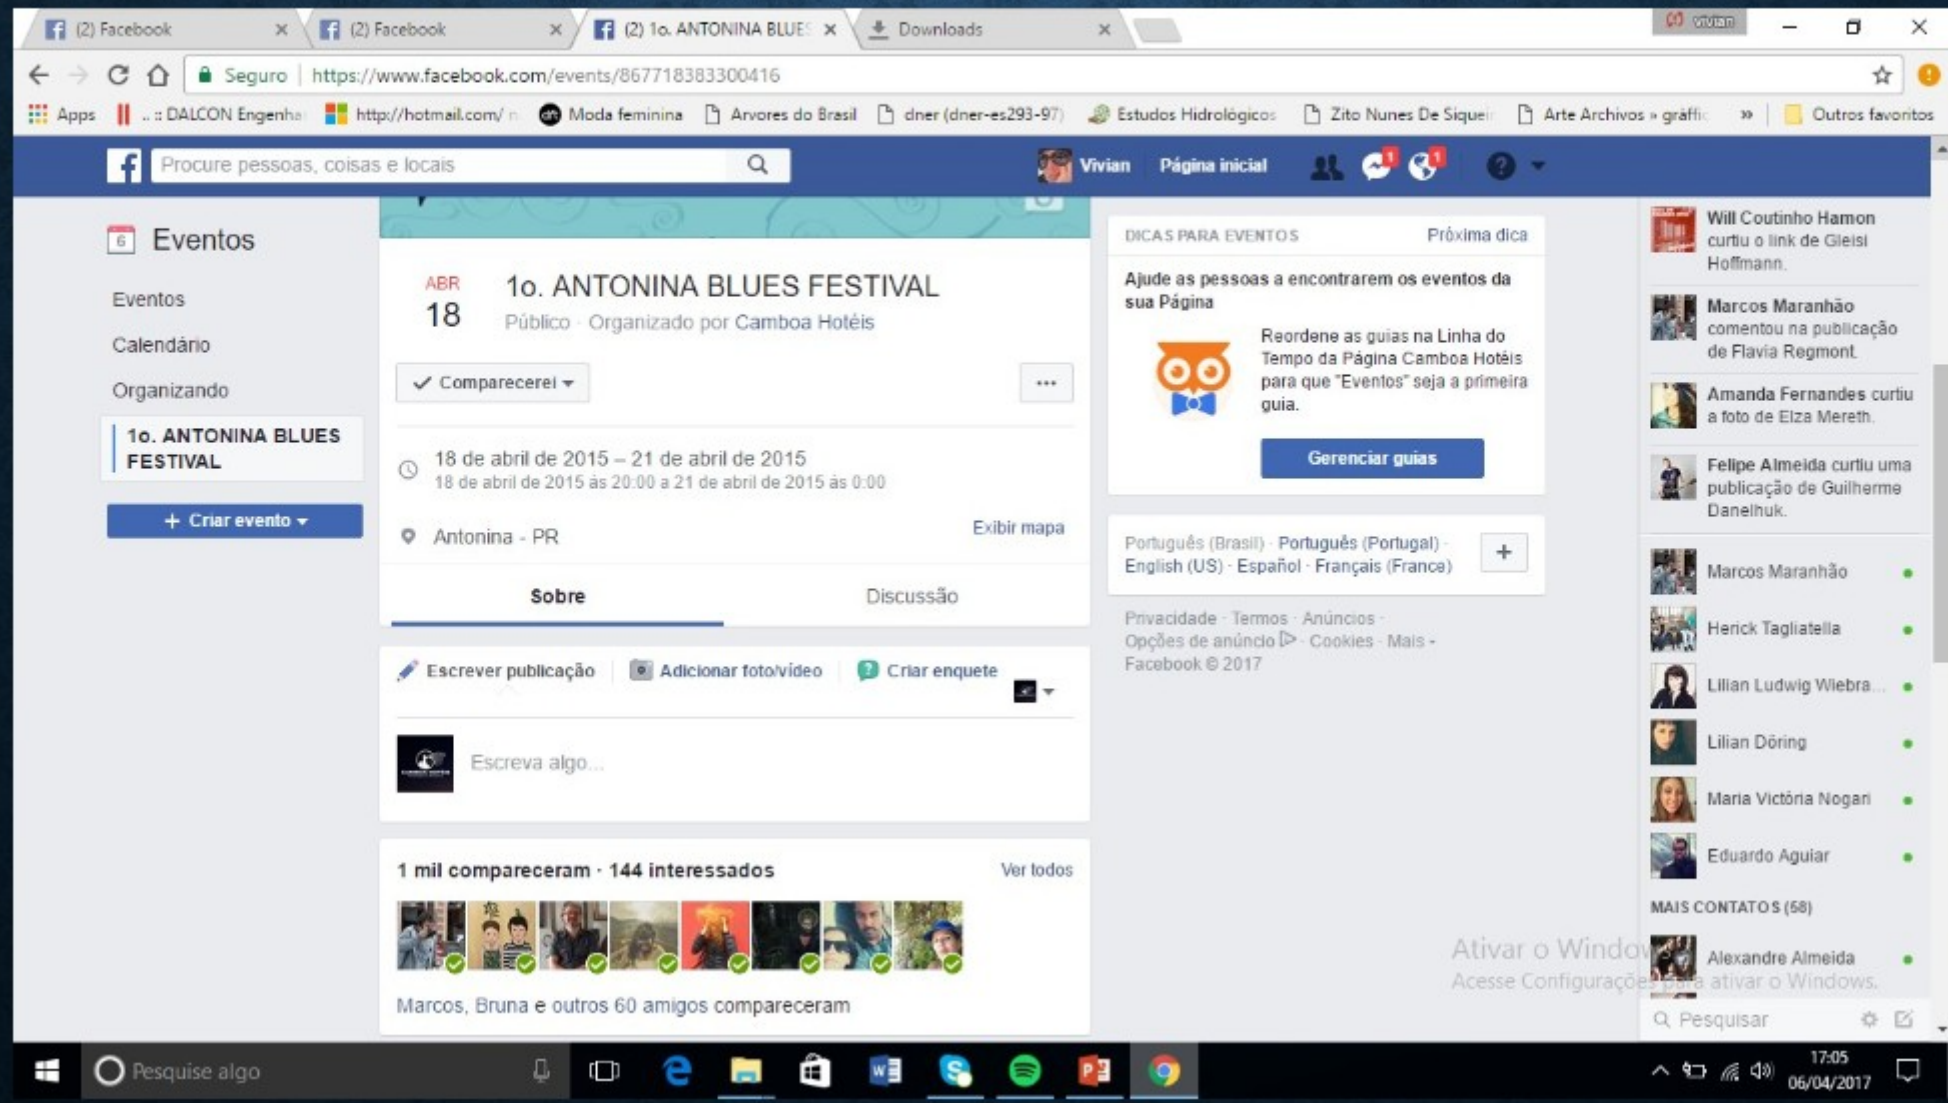 (2) Facebook
(2) Facebook
(2) 1o. ANTONINA BLUES
Downloads
vivian
Seguro
https://www.facebook.com/events/867718383300416
Apps
..:: DALCON Engenha
http://hotmail.com/
Moda feminina
Arvores do Brasil
dner (dner-es293-97)
Estudos Hidrológicos
Zito Nunes De Siquei
Arte Archivos » gráffi
»
Outros favoritos
Procure pessoas, coisas e locais
Vivian
Página inicial
1
1
6
Eventos
Eventos
Calendário
Organizando
1o. ANTONINA BLUES
FESTIVAL
+ Criar evento
ABR
18
1o. ANTONINA BLUES FESTIVAL
Público · Organizado por Camboa Hotéis
Comparecerei
...
18 de abril de 2015 – 21 de abril de 2015
18 de abril de 2015 às 20:00 a 21 de abril de 2015 às 0:00
Antonina - PR
Exibir mapa
Sobre
Discussão
Escrever publicação
Adicionar foto/vídeo
Criar enquete
Escreva algo...
1 mil compareceram · 144 interessados
Ver todos
Marcos, Bruna e outros 60 amigos compareceram
DICAS PARA EVENTOS
Próxima dica
Ajude as pessoas a encontrarem os eventos da
sua Página
Reordene as guias na Linha do
Tempo da Página Camboa Hotéis
para que "Eventos" seja a primeira
guia.
Gerenciar guias
Português (Brasil) · Português (Portugal) ·
English (US) · Español · Français (France)
+
Privacidade · Termos · Anúncios ·
Opções de anúncio · Cookies · Mais
Facebook © 2017
Will Coutinho Hamon
curtiu o link de Gleisi
Hoffmann.
Marcos Maranhão
comentou na publicação
de Flavia Regmont.
Amanda Fernandes curtiu
a foto de Elza Mereth.
Felipe Almeida curtiu uma
publicação de Guilherme
Danelhuk.
Marcos Maranhão
Herick Tagliatella
Lilian Ludwig Wiebra...
Lilian Döring
Maria Victória Nogari
Eduardo Aguiar
MAIS CONTATOS (58)
Alexandre Almeida
Ativar o Windows
Acesse Configurações para ativar o Windows.
Pesquisar
Pesquise algo
17:05
06/04/2017